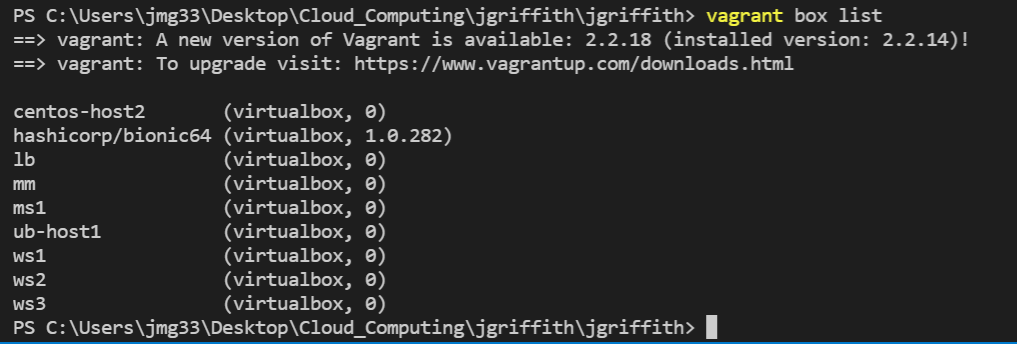 PS C:\Users\jmg33\Desktop\Cloud_Computing\jgriffith\jgriffith> vagrant box list
==> vagrant: A new version of Vagrant is available: 2.2.18 (installed version: 2.2.14)!
==> vagrant: To upgrade visit: https://www.vagrantup.com/downloads.html

centos-host2       (virtualbox, 0)
hashicorp/bionic64 (virtualbox, 1.0.282)
lb                 (virtualbox, 0)
mm                 (virtualbox, 0)
ms1                (virtualbox, 0)
ub-host1           (virtualbox, 0)
ws1                (virtualbox, 0)
ws2                (virtualbox, 0)
ws3                (virtualbox, 0)
PS C:\Users\jmg33\Desktop\Cloud_Computing\jgriffith\jgriffith>